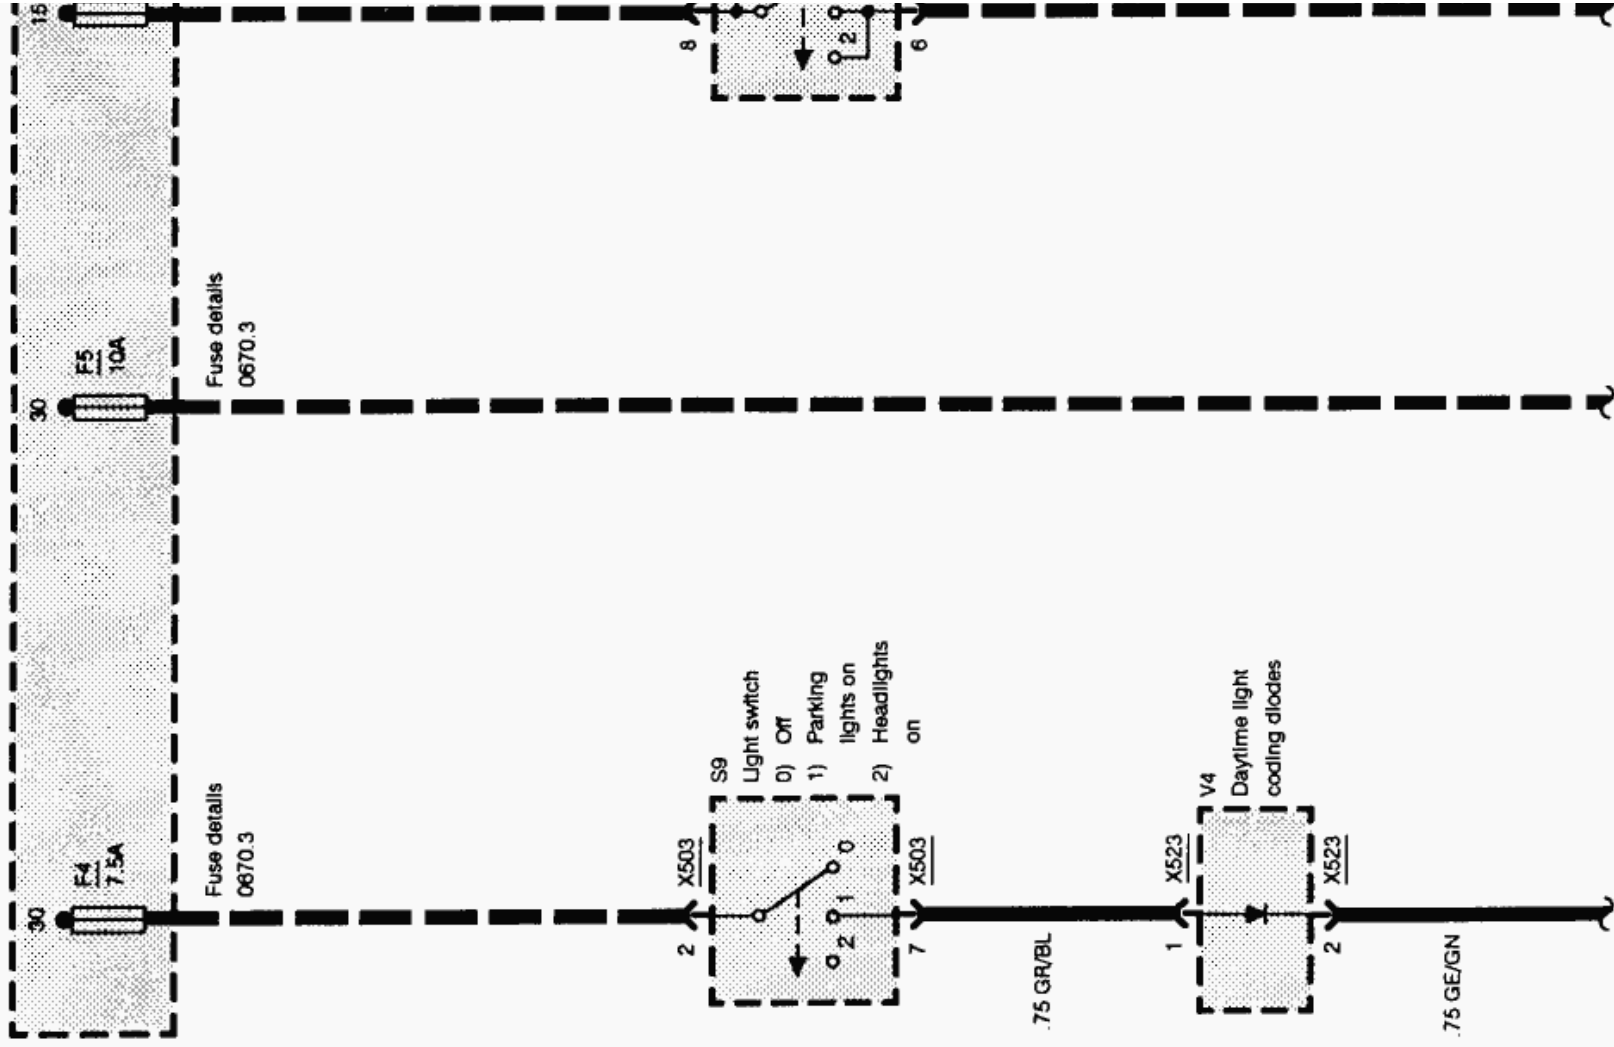 15
8
2
6
30
F5
10A
Fuse details
0670.3
30
F4
7.5A
Fuse details
0670.3
S9
Light switch
0) Off
1) Parking
lights on
2) Headlights
on
X503
2
0
1
2
X503
7
.75 GR/BL
V4
Daytime light
coding diodes
X523
1
X523
2
.75 GE/GN